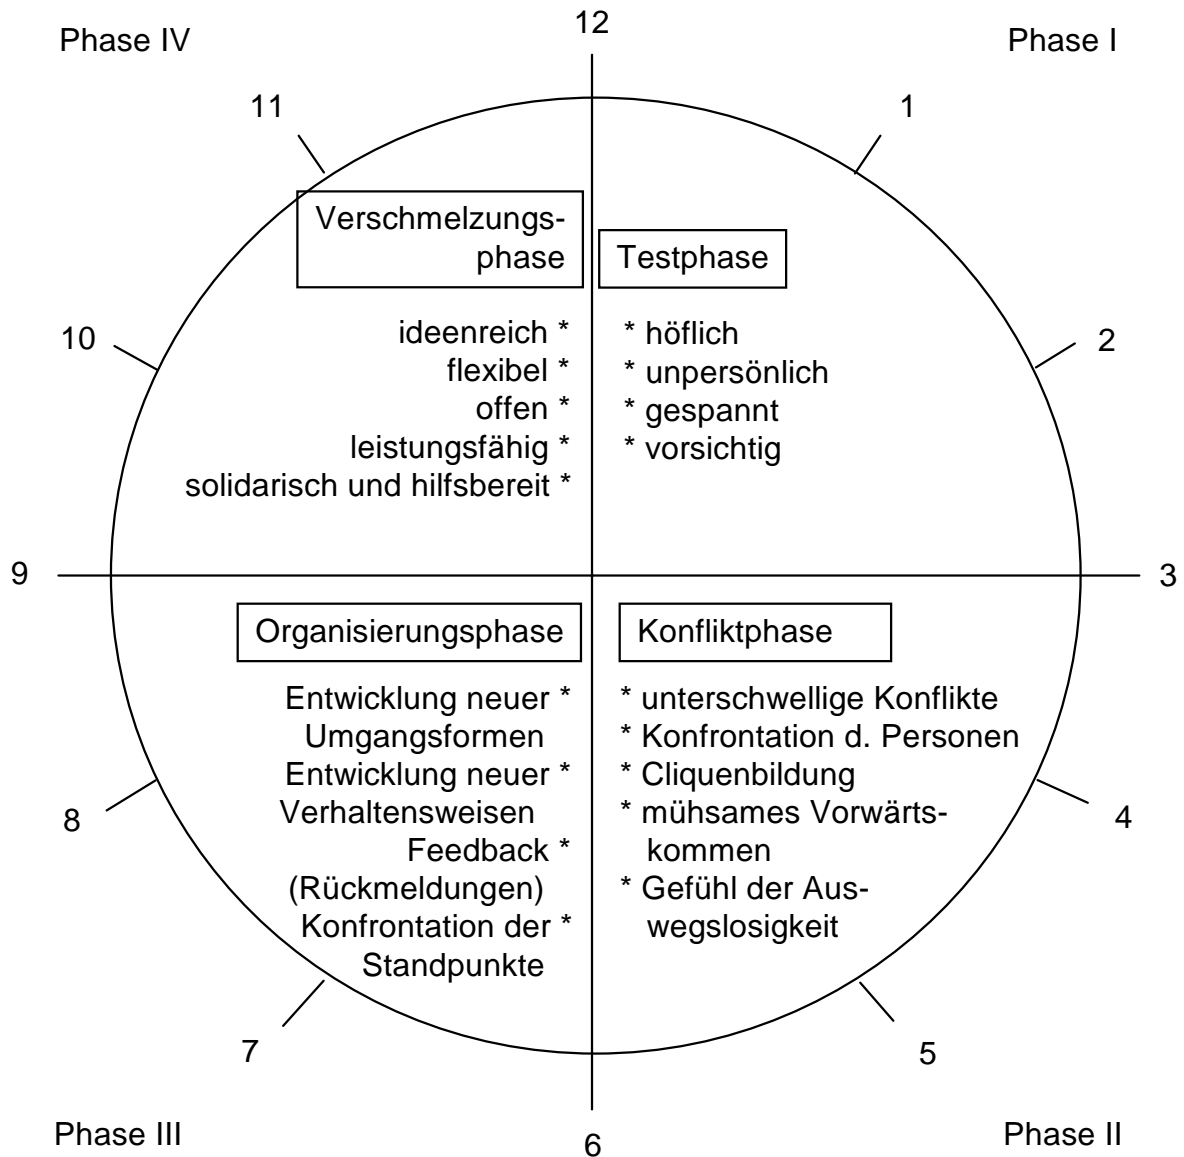 12
Phase IV
Phase I
11
1
Verschmelzungs-
phase
Testphase
10
2
ideenreich *
flexibel *
offen *
leistungsfähig *
solidarisch und hilfsbereit *
* höflich
* unpersönlich
* gespannt
* vorsichtig
9
3
Organisierungsphase
Konfliktphase
Entwicklung neuer *
Umgangsformen
Entwicklung neuer *
Verhaltensweisen
Feedback *
(Rückmeldungen)
Konfrontation der *
Standpunkte
* unterschwellige Konflikte
* Konfrontation d. Personen
* Cliquenbildung
* mühsames Vorwärts-
kommen
* Gefühl der Aus-
wegslosigkeit
8
4
7
5
Phase III
6
Phase II